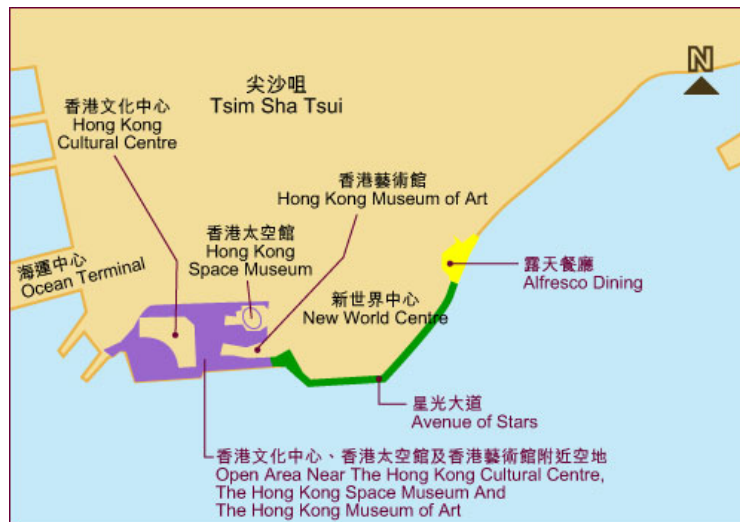 尖沙咀
Tsim Sha Tsui
N
香港文化中心
Hong Kong
Cultural Centre
香港藝術館
Hong Kong Museum of Art
香港太空館
Hong Kong
Space Museum
海運中心
Ocean Terminal
新世界中心
New World Centre
露天餐廳
Alfresco Dining
星光大道
Avenue of Stars
香港文化中心、香港太空館及香港藝術館附近空地
Open Area Near The Hong Kong Cultural Centre,
The Hong Kong Space Museum And
The Hong Kong Museum of Art